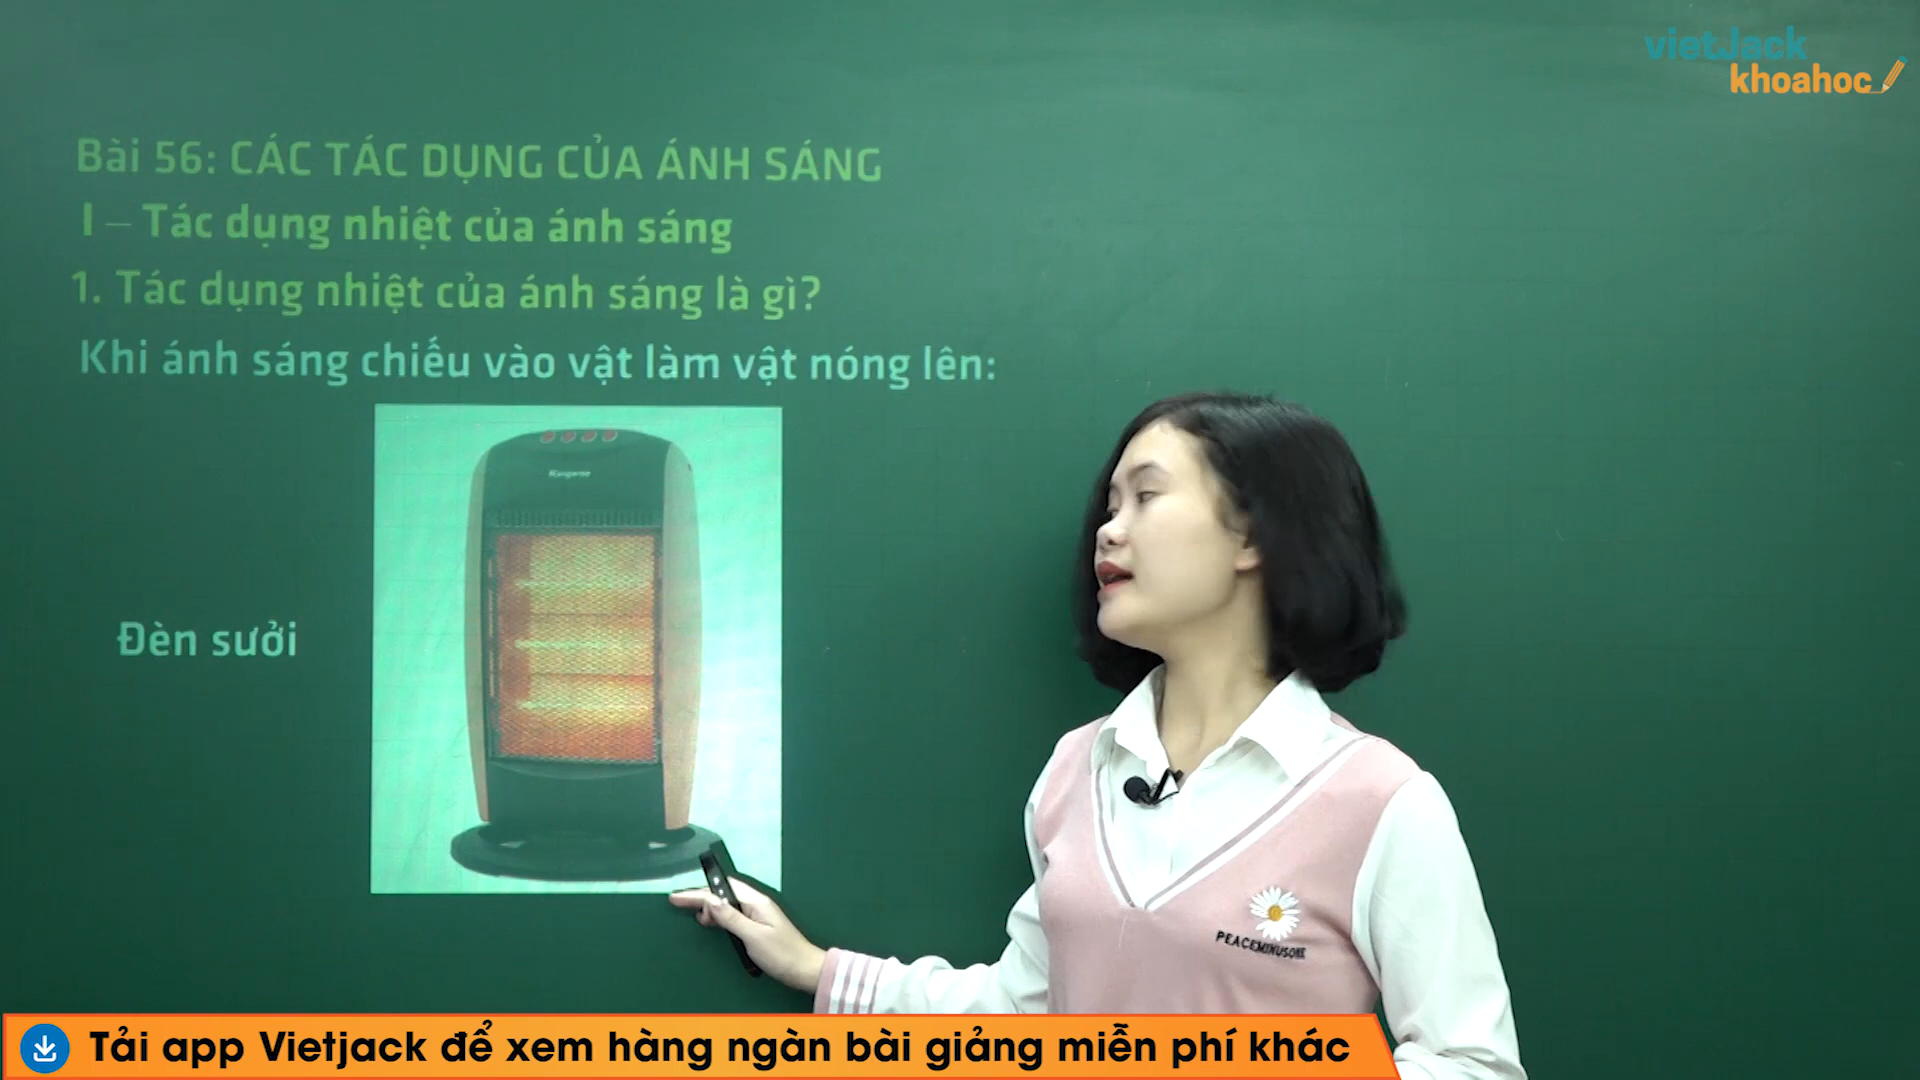 vietJack
khoahoc
Bài 56: CÁC TÁC DỤNG CỦA ÁNH SÁNG
I – Tác dụng nhiệt của ánh sáng
1. Tác dụng nhiệt của ánh sáng là gì?
Khi ánh sáng chiếu vào vật làm vật nóng lên:
Kangaroo
Đèn sưởi
PEACEMINUSONE
Tải app Vietjack để xem hàng ngàn bài giảng miễn phí khác